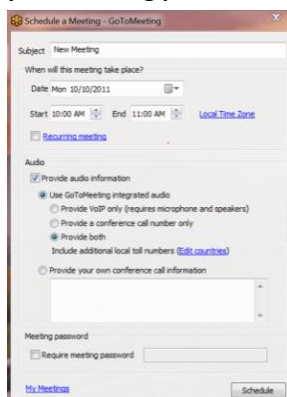 Schedule a Meeting - GoToMeeting
Subject New Meeting
When will this meeting take place?
Date Mon 10/10/2011
Start 10:00 AM End 11:00 AM Local Time Zone
Recurring meeting
Audio
Provide audio information
Use GoToMeeting integrated audio
Provide VoIP only (requires microphone and speakers)
Provide a conference call number only
Provide both
Include additional local toll numbers (Edit countries)
Provide your own conference call information
Meeting password
Require meeting password
My Meetings Schedule